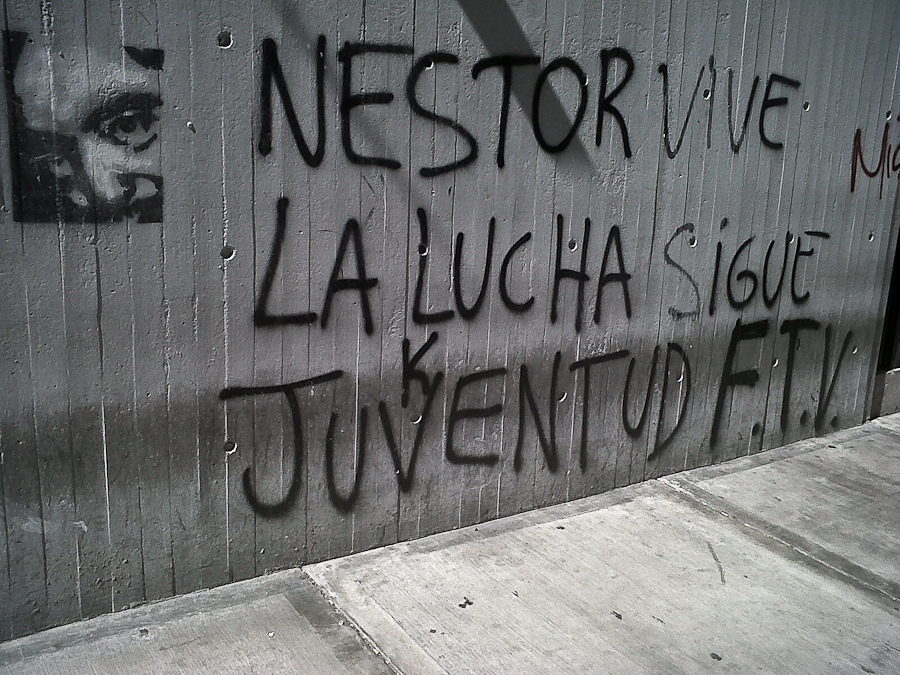 NESTOR VIVE
LA LUCHA SiGUE
K
JUVENTUD F.T.V.